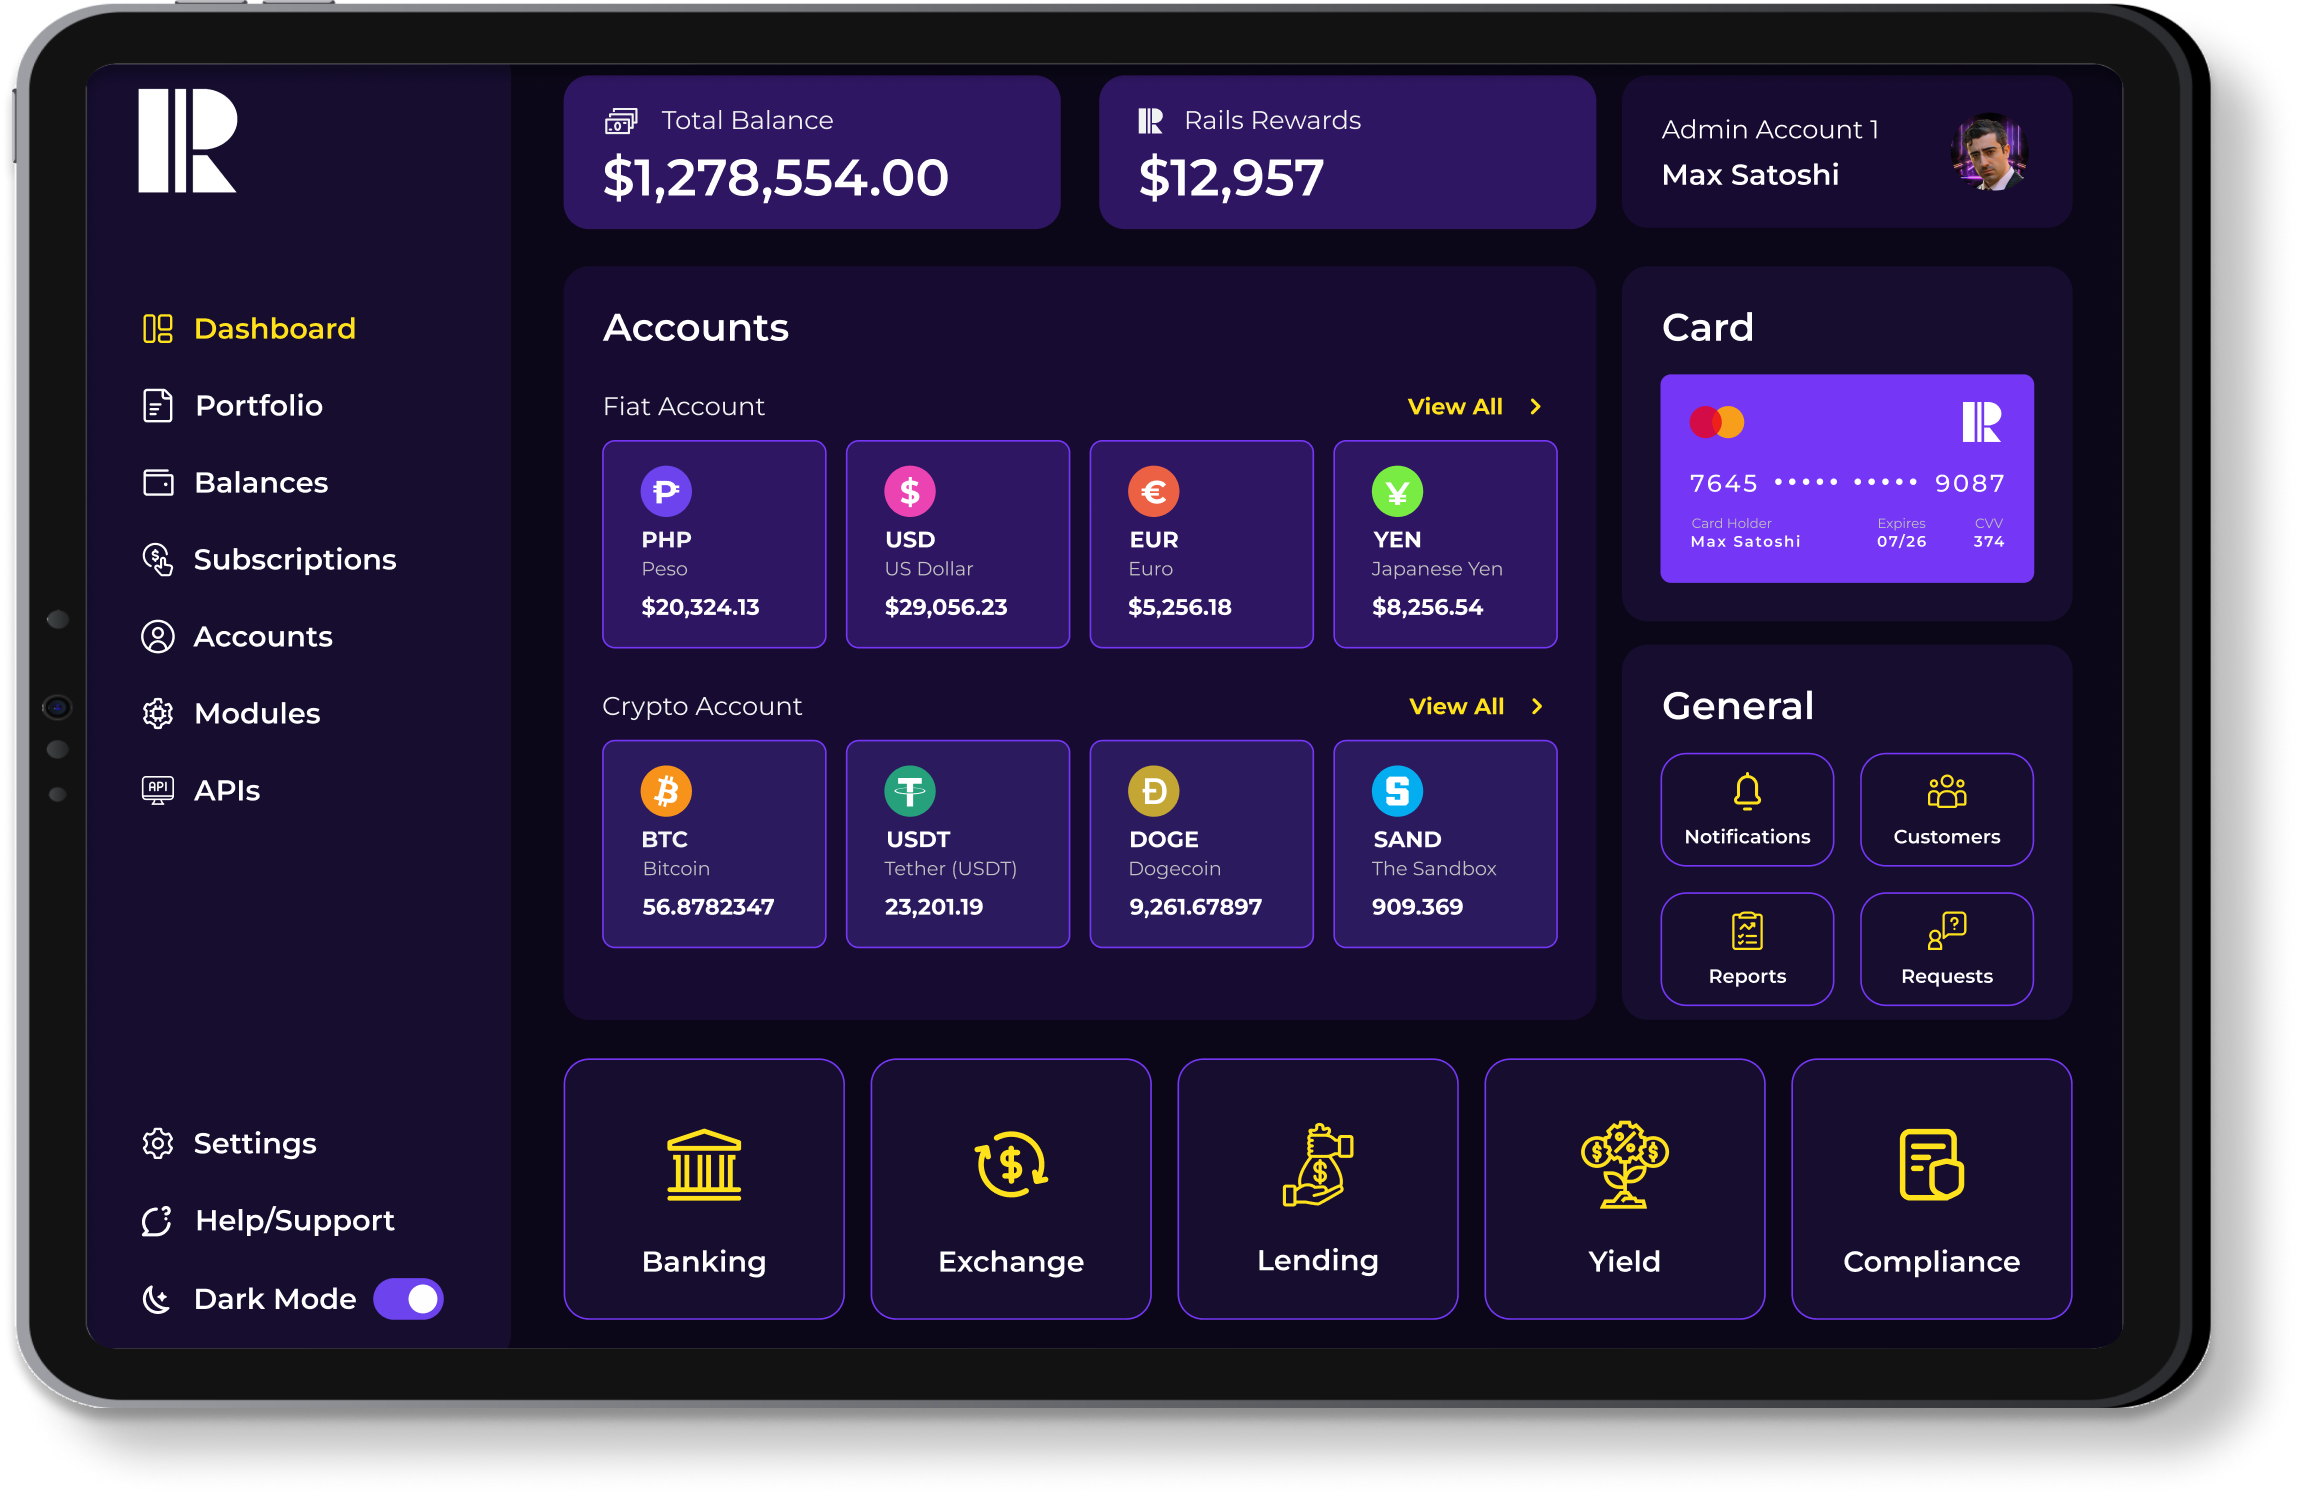 Total Balance
$1,278,554.00
Rails Rewards
$12,957
Admin Account 1
Max Satoshi
Dashboard
Portfolio
Balances
Subscriptions
Accounts
Modules
API
APIs
Settings
Help/Support
Dark Mode
Accounts
Fiat Account
View All
PHP
Peso
$20,324.13
USD
US Dollar
$29,056.23
EUR
Euro
$5,256.18
YEN
Japanese Yen
$8,256.54
Crypto Account
View All
BTC
Bitcoin
56.8782347
USDT
Tether (USDT)
23,201.19
DOGE
Dogecoin
9,261.67897
SAND
The Sandbox
909.369
Card
7645 ••••• ••••• 9087
Card Holder
Max Satoshi
Expires
07/26
CVV
374
General
Notifications
Customers
Reports
Requests
Banking
Exchange
Lending
Yield
Compliance